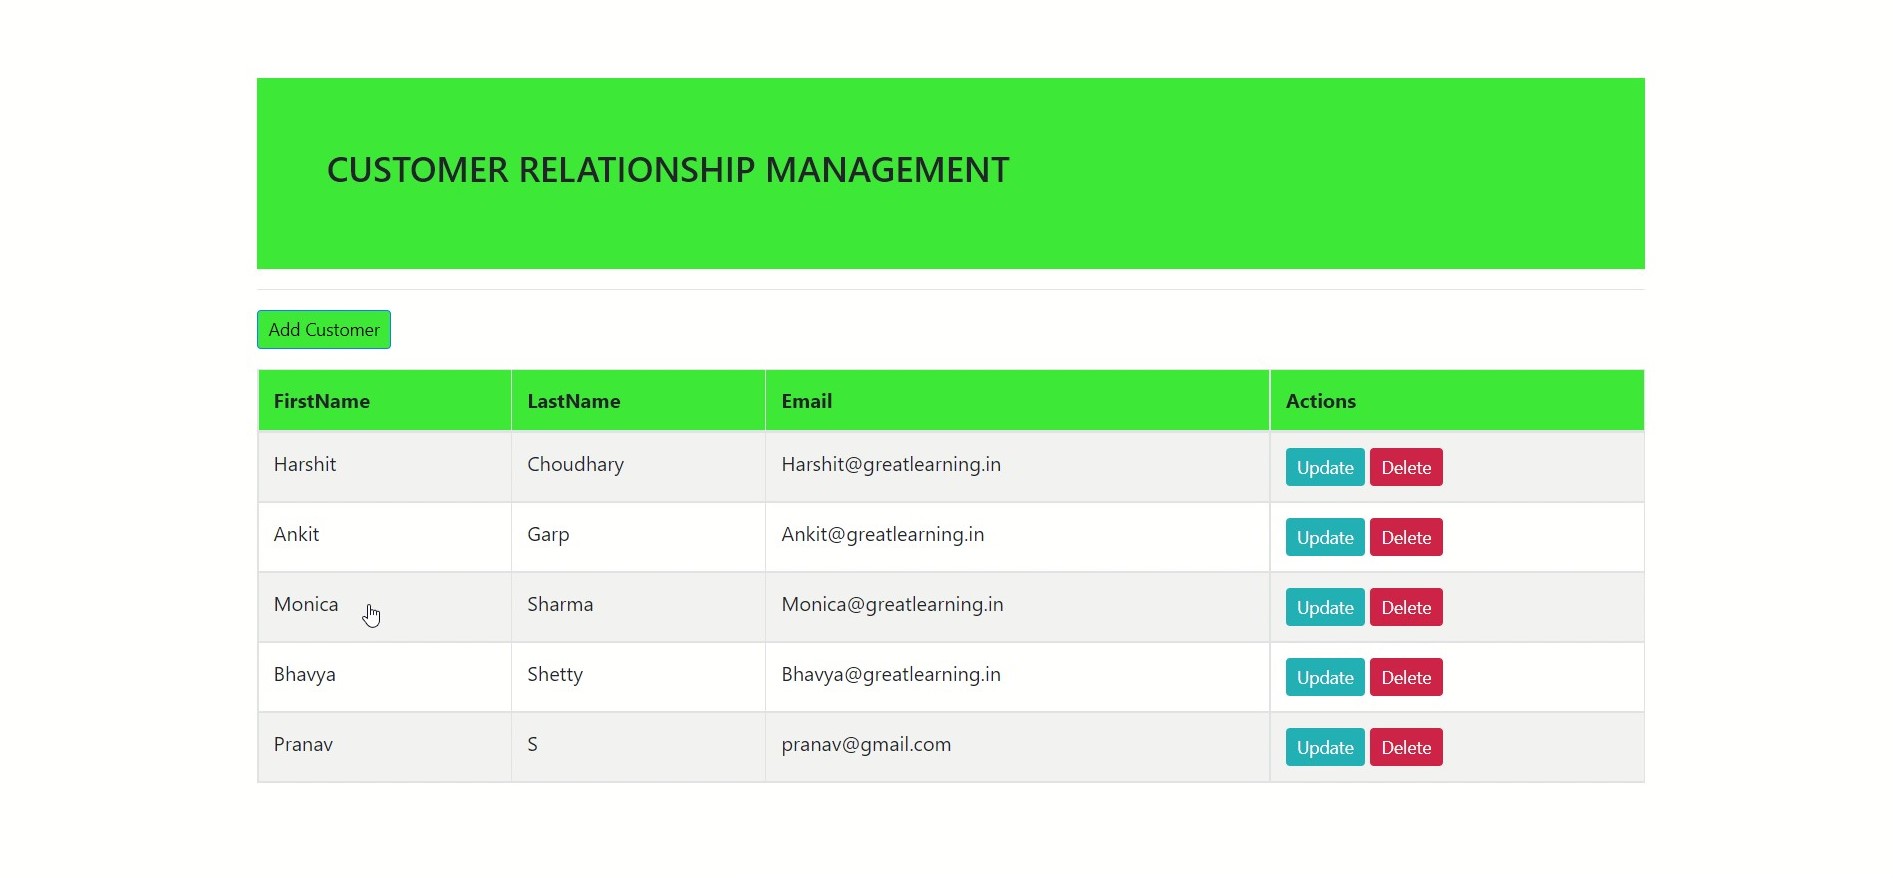 CUSTOMER RELATIONSHIP MANAGEMENT
Add Customer
FirstName LastName Email Actions
Harshit Choudhary Harshit@greatlearning.in Update Delete
Ankit Garp Ankit@greatlearning.in Update Delete
Monica Sharma Monica@greatlearning.in Update Delete
Bhavya Shetty Bhavya@greatlearning.in Update Delete
Pranav S pranav@gmail.com Update Delete